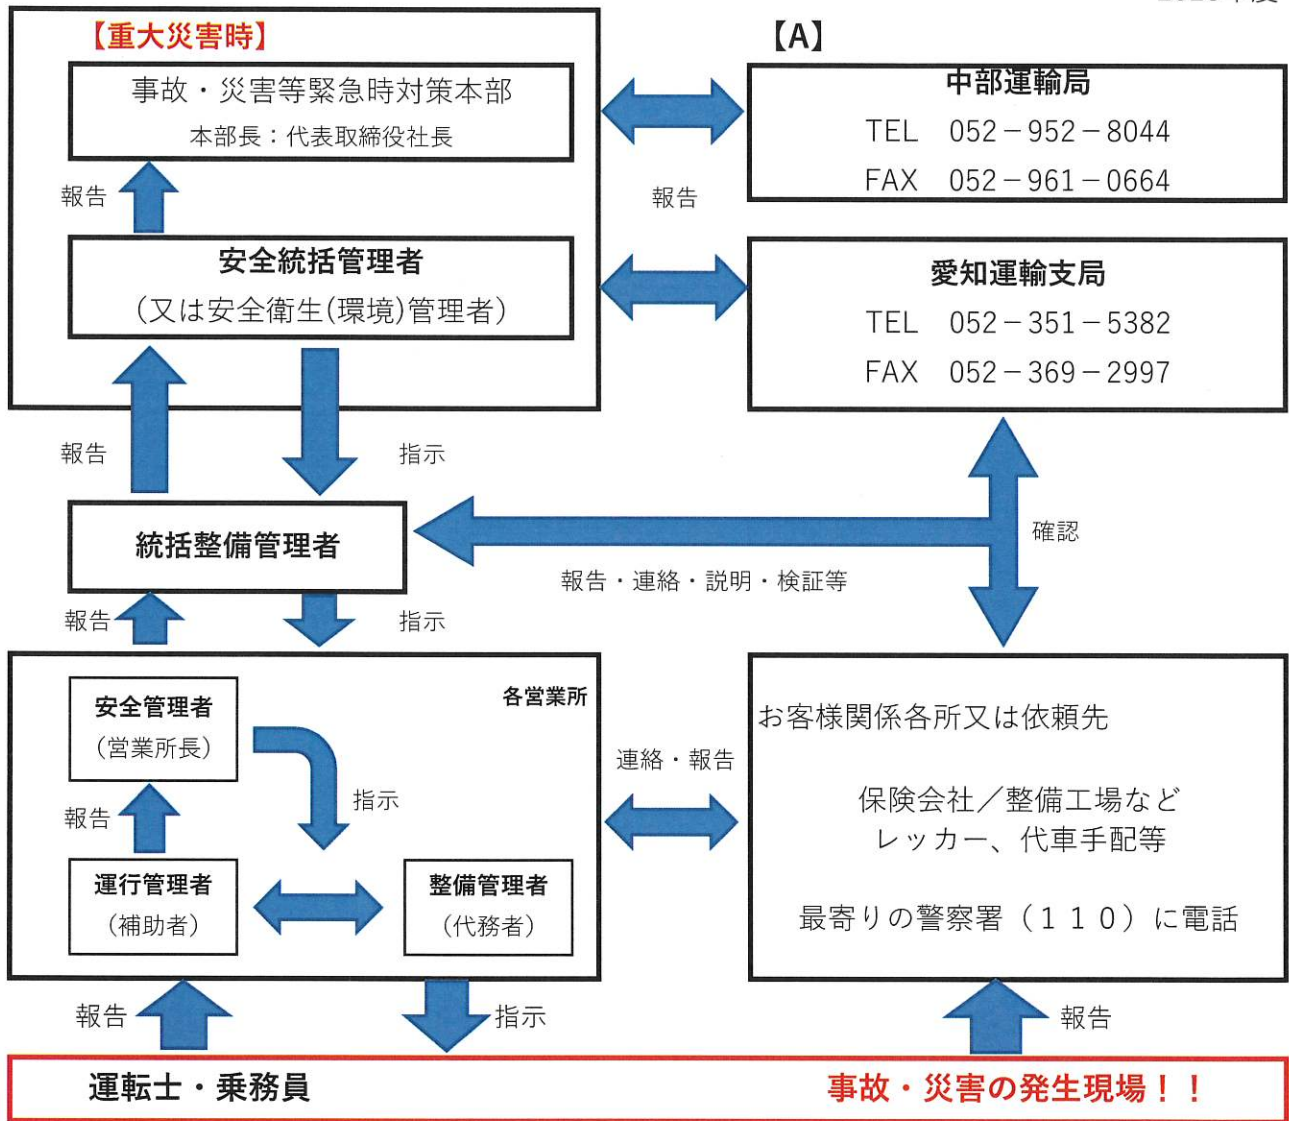 【重大災害時】
事故・災害等緊急時対策本部
本部長：代表取締役社長
報告
安全統括管理者
(又は安全衛生(環境)管理者)
報告
指示
統括整備管理者
報告
指示
【A】
中部運輸局
TEL 052－952－8044
FAX 052－961－0664
報告
愛知運輸支局
TEL 052－351－5382
FAX 052－369－2997
確認
報告・連絡・説明・検証等
各営業所
安全管理者
(営業所長)
指示
報告
運行管理者
(補助者)
整備管理者
(代務者)
連絡・報告
お客様関係各所又は依頼先
保険会社／整備工場など
レッカー、代車手配等
最寄りの警察署（１１０）に電話
報告
指示
報告
運転士・乗務員
事故・災害の発生現場！！